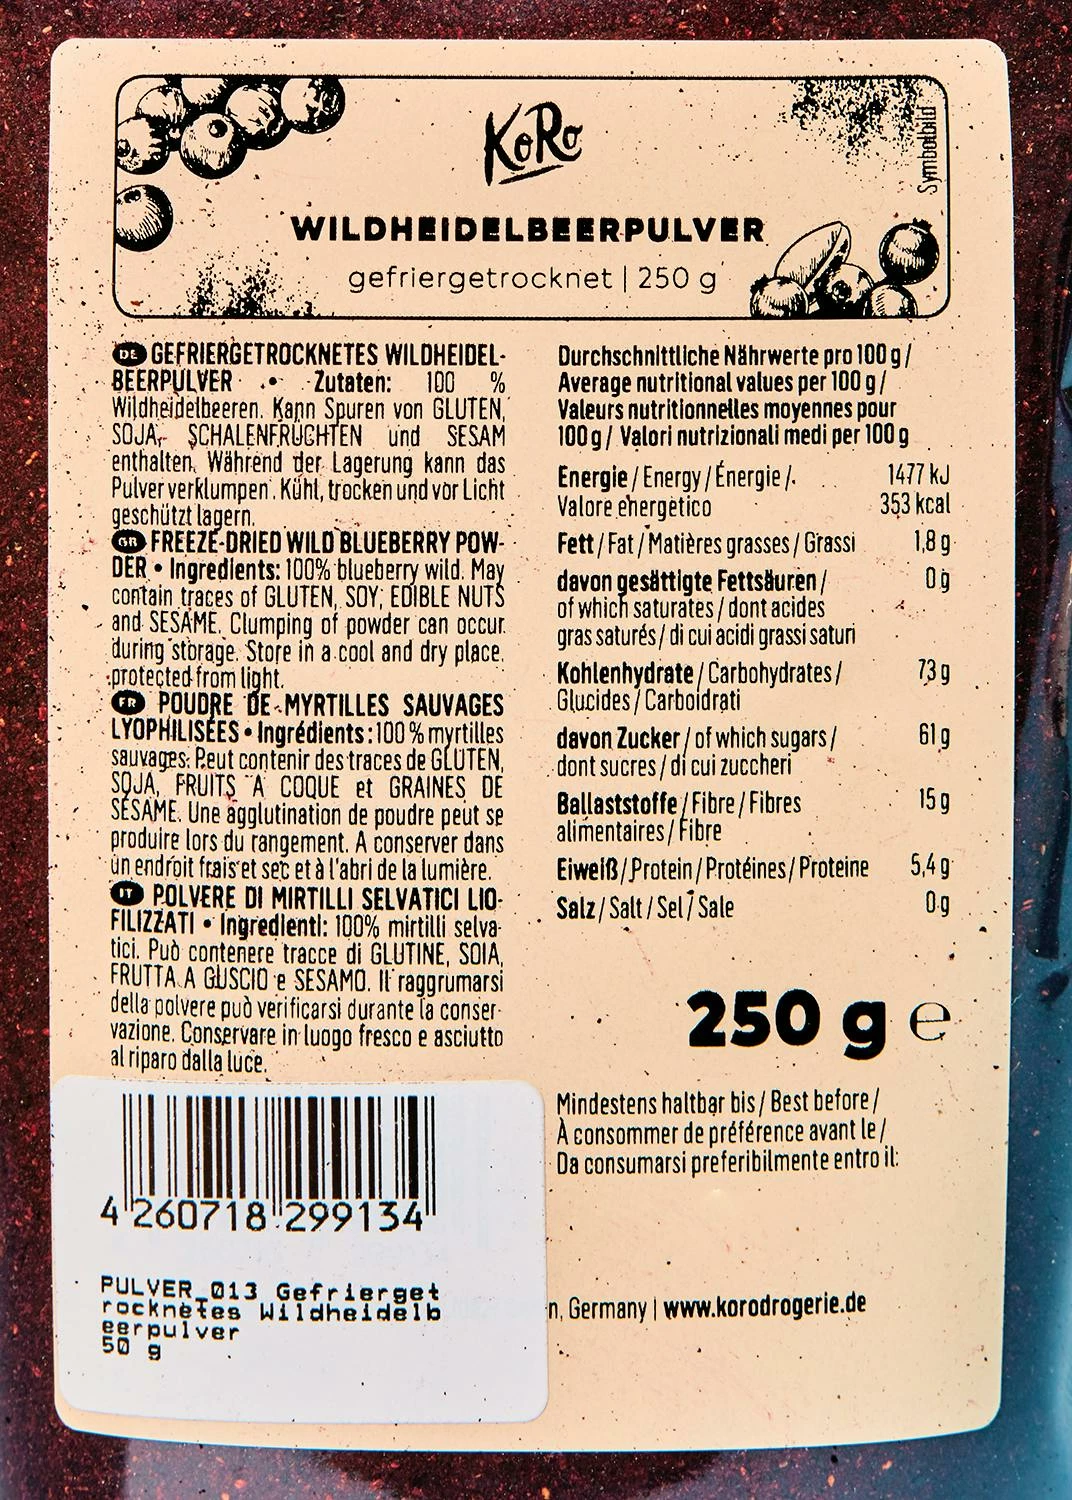 KoRo
Symbolbild
WILDHEIDELBEERPULVER
gefriergetrocknet | 250 g
DE GEFRIERGETROCKNETES WILDHEIDEL-
BEERPULVER • Zutaten: 100 %
Wildheidelbeeren. Kann Spuren von GLUTEN,
SOJA, SCHALENFRÜCHTEN und SESAM
enthalten. Während der Lagerung kann das
Pulver verklumpen. Kühl, trocken und vor Licht
geschützt lagern.
GB FREEZE-DRIED WILD BLUEBERRY POW-
DER • Ingredients: 100% blueberry wild. May
contain traces of GLUTEN, SOY, EDIBLE NUTS
and SESAME. Clumping of powder can occur
during storage. Store in a cool and dry place,
protected from light.
FR POUDRE DE MYRTILLES SAUVAGES
LYOPHILISÉES • Ingrédients: 100 % myrtilles
sauvages. Peut contenir des traces de GLUTEN,
SOJA, FRUITS À COQUE et GRAINES DE
SÉSAME. Une agglutination de poudre peut se
produire lors du rangement. A conserver dans
un endroit frais et sec et à l'abri de la lumière.
IT POLVERE DI MIRTILLI SELVATICI LIO-
FILIZZATI • Ingredienti: 100% mirtilli selva-
tici. Può contenere tracce di GLUTINE, SOIA,
FRUTTA A GUSCIO e SESAMO. Il raggrumarsi
della polvere può verificarsi durante la conser-
vazione. Conservare in luogo fresco e asciutto
al riparo dalla luce.
Durchschnittliche Nährwerte pro 100 g /
Average nutritional values per 100 g /
Valeurs nutritionnelles moyennes pour
100 g / Valori nutrizionali medi per 100 g
Energie / Energy / Énergie / 1477 kJ
Valore energetico 353 kcal
Fett / Fat / Matières grasses / Grassi 1,8 g
davon gesättigte Fettsäuren / 0 g
of which saturates / dont acides
gras saturés / di cui acidi grassi saturi
Kohlenhydrate / Carbohydrates / 73 g
Glucides / Carboidrati
davon Zucker / of which sugars / 61 g
dont sucres / di cui zuccheri
Ballaststoffe / Fibre / Fibres 15 g
alimentaires / Fibre
Eiweiß / Protein / Protéines / Proteine 5,4 g
Salz / Salt / Sel / Sale 0 g
250 g e
Mindestens haltbar bis / Best before /
À consommer de préférence avant le /
Da consumarsi preferibilmente entro il:
n, Germany | www.korodrogerie.de
4 260718 299134
PULVER_013 Gefrierget
rocknetes Wildheidelb
eerpulver
50 g